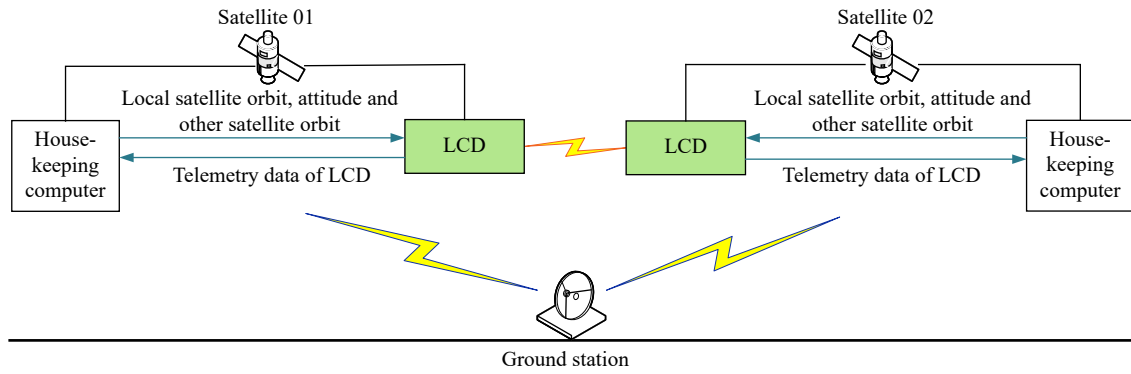 Satellite 01
Satellite 02
Local satellite orbit, attitude and
other satellite orbit
Local satellite orbit, attitude and
other satellite orbit
House-
keeping
computer
LCD
LCD
House-
keeping
computer
Telemetry data of LCD
Telemetry data of LCD
Ground station